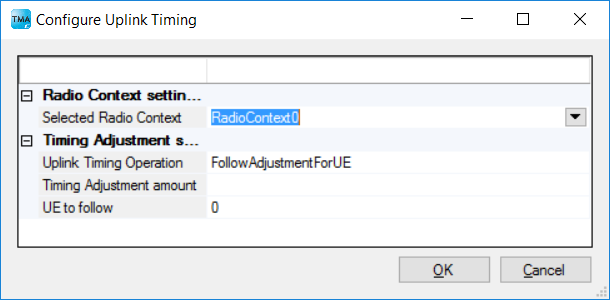 TMA Configure Uplink Timing
Radio Context settin...
Selected Radio Context RadioContext0
Timing Adjustment s...
Uplink Timing Operation FollowAdjustmentForUE
Timing Adjustment amount
UE to follow 0
OK Cancel